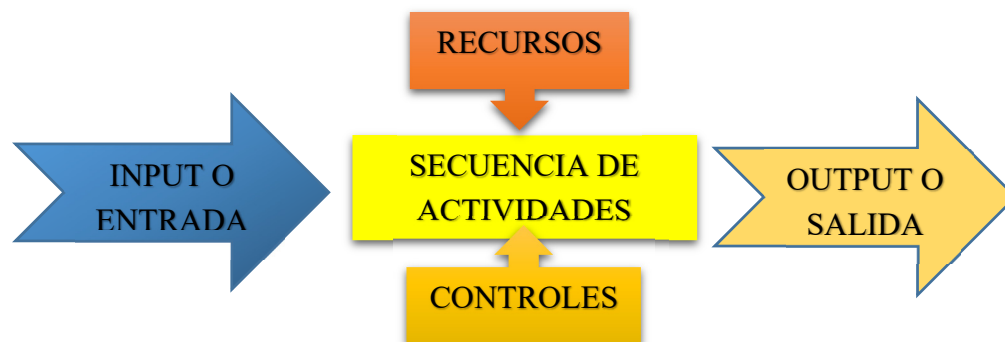 RECURSOS
INPUT O
ENTRADA
SECUENCIA DE
ACTIVIDADES
OUTPUT O
SALIDA
CONTROLES